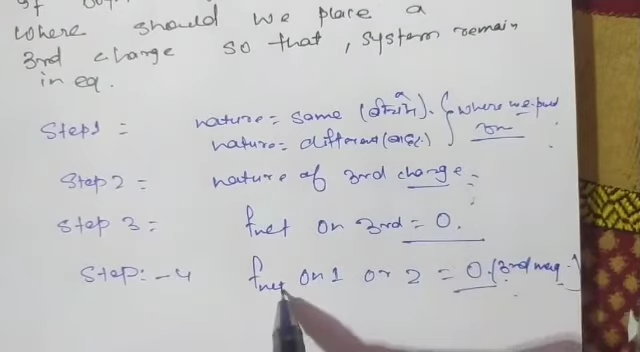 If
where should we place a
3rd charge so that, system remain
in eq.
Step1 = nature = same (बीच में).
nature = different (बाहर) } where we put
Step 2 = nature of 3rd charge =
Step 3 = fnet on 3rd = 0.
Step:-4 fnet on 1 or 2 = 0. (3rd mag.)